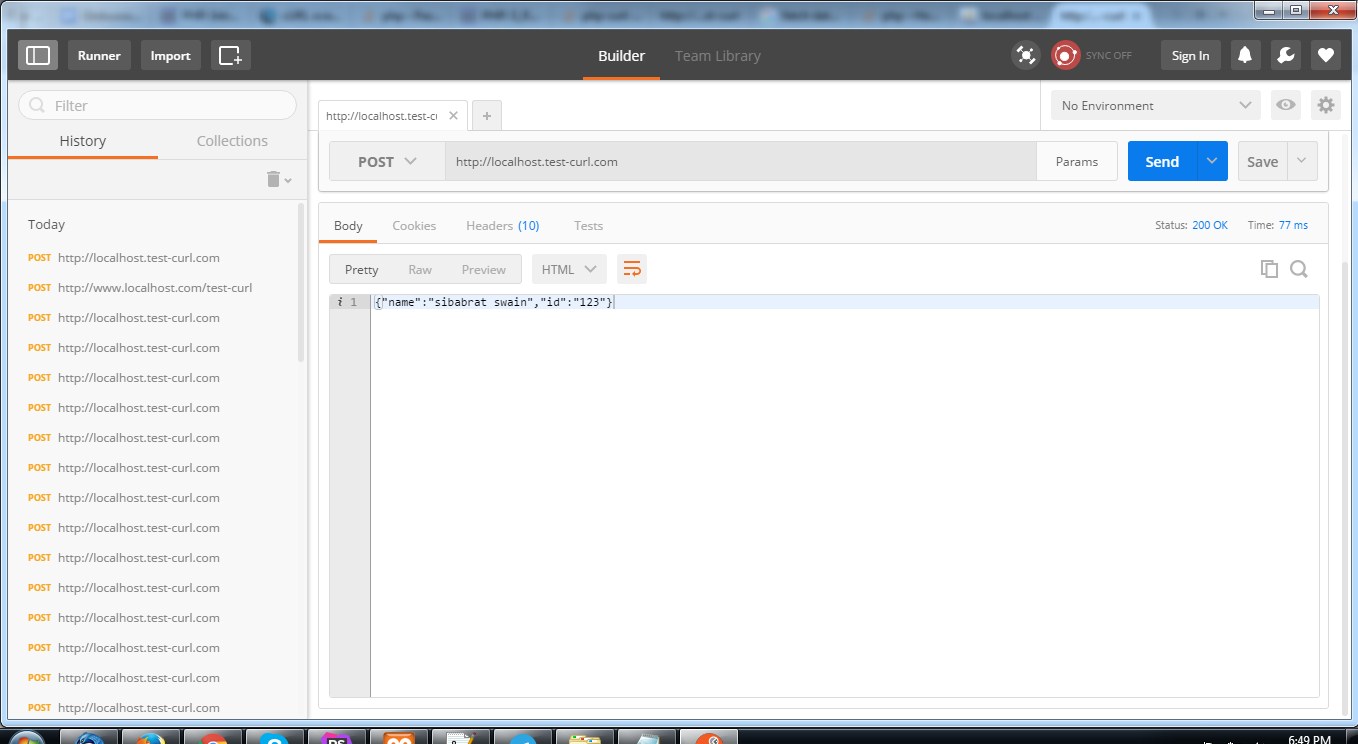 Runner
Import
Builder
Team Library
SYNC OFF
Sign In
Filter
History
Collections
http://localhost.test-cu
+
No Environment
POST
http://localhost.test-curl.com
Params
Send
Save
Today
POST http://localhost.test-curl.com
POST http://www.localhost.com/test-curl
POST http://localhost.test-curl.com
POST http://localhost.test-curl.com
POST http://localhost.test-curl.com
POST http://localhost.test-curl.com
POST http://localhost.test-curl.com
POST http://localhost.test-curl.com
POST http://localhost.test-curl.com
POST http://localhost.test-curl.com
POST http://localhost.test-curl.com
POST http://localhost.test-curl.com
POST http://localhost.test-curl.com
POST http://localhost.test-curl.com
POST http://localhost.test-curl.com
POST http://localhost.test-curl.com
Body
Cookies
Headers (10)
Tests
Status: 200 OK
Time: 77 ms
Pretty
Raw
Preview
HTML
i 1 {"name":"sibabrat swain","id":"123"}
6:49 PM